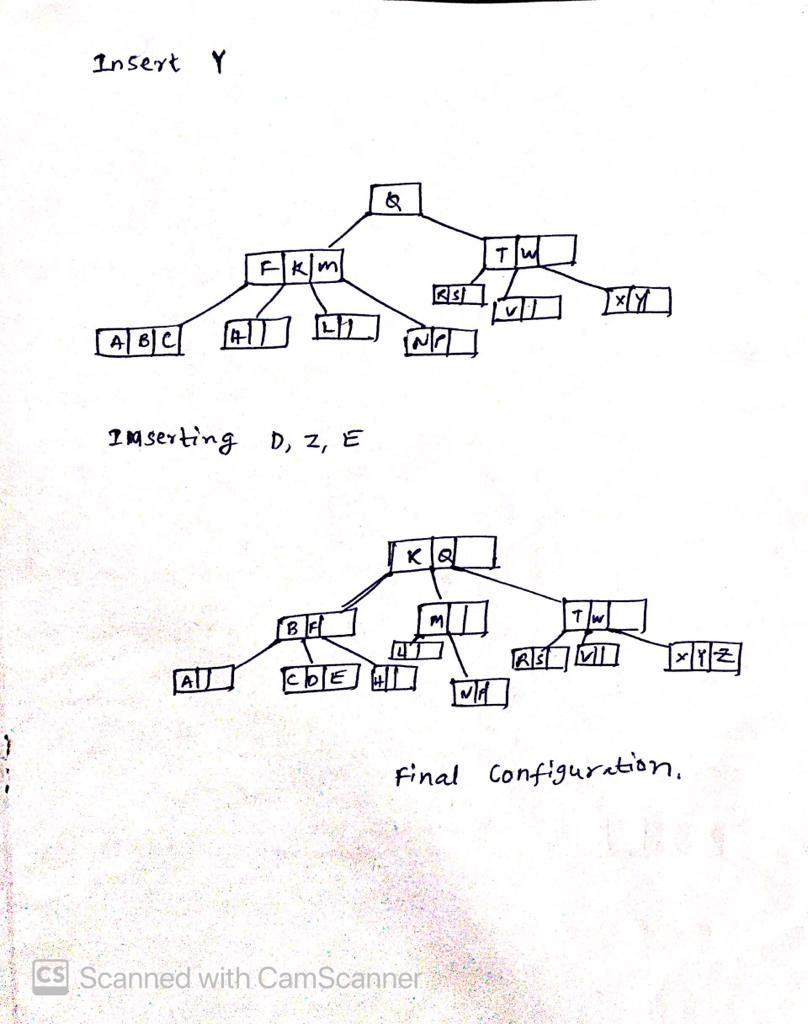 Insert Y
Q
F K M
T W
R S
V
X Y
A B C
H
L
N P
Inserting D, Z, E
K Q
B F
M
T W
L
R S
V
X Y Z
A
C D E
H
N P
Final Configuration.
CS Scanned with CamScanner